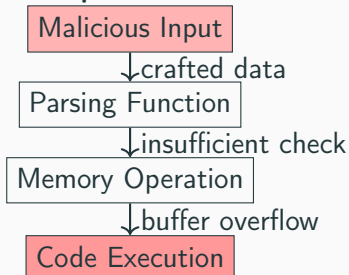 Malicious Input
crafted data
Parsing Function
insufficient check
Memory Operation
buffer overflow
Code Execution